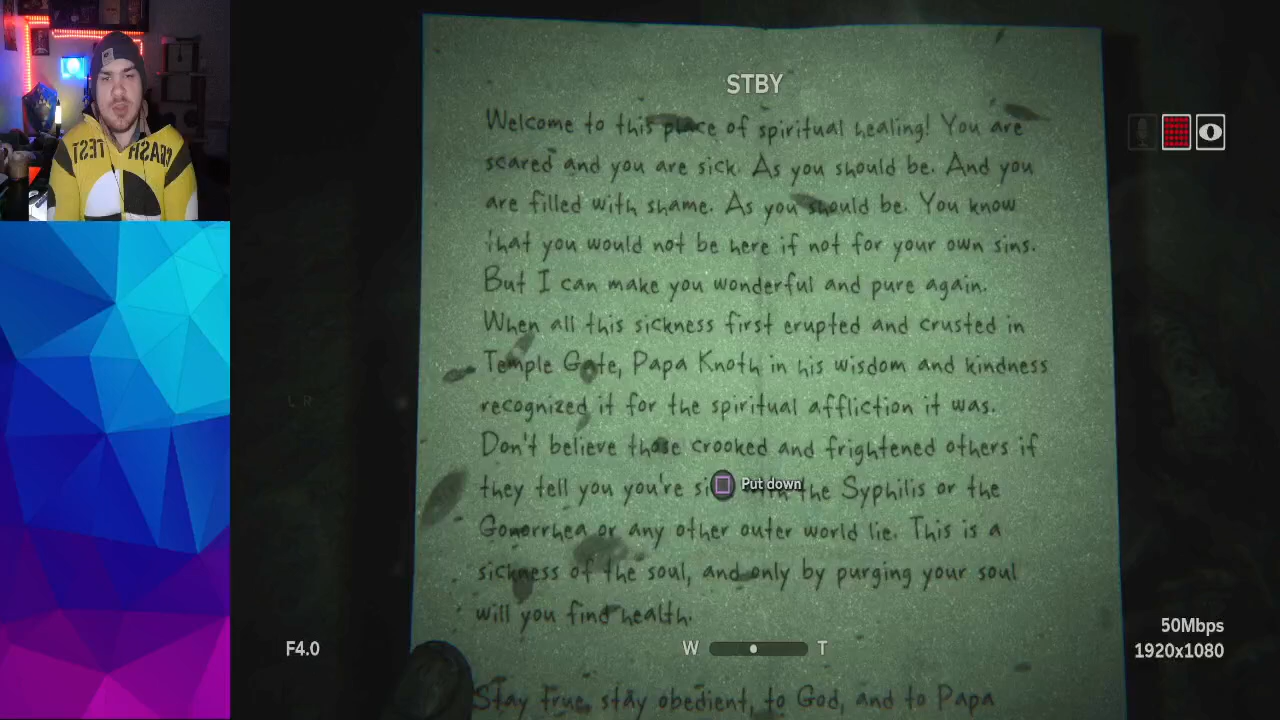 CRASH TEST
STBY
Welcome to this place of spiritual healing! You are
scared and you are sick. As you should be. And you
are filled with shame. As you should be. You know
that you would not be here if not for your own sins.
But I can make you wonderful and pure again.
When all this sickness first erupted and crusted in
Temple Gate, Papa Knoth in his wisdom and kindness
recognized it for the spiritual affliction it was.
Don't believe those crooked and frightened others if
they tell you you're the Syphilis or the
Put down
Gonorrhea or any other outer world lie. This is a
sickness of the soul, and only by purging your soul
will you find health.
Stay true, stay obedient, to God, and to Papa
L R
F4.0
W T
50Mbps
1920x1080